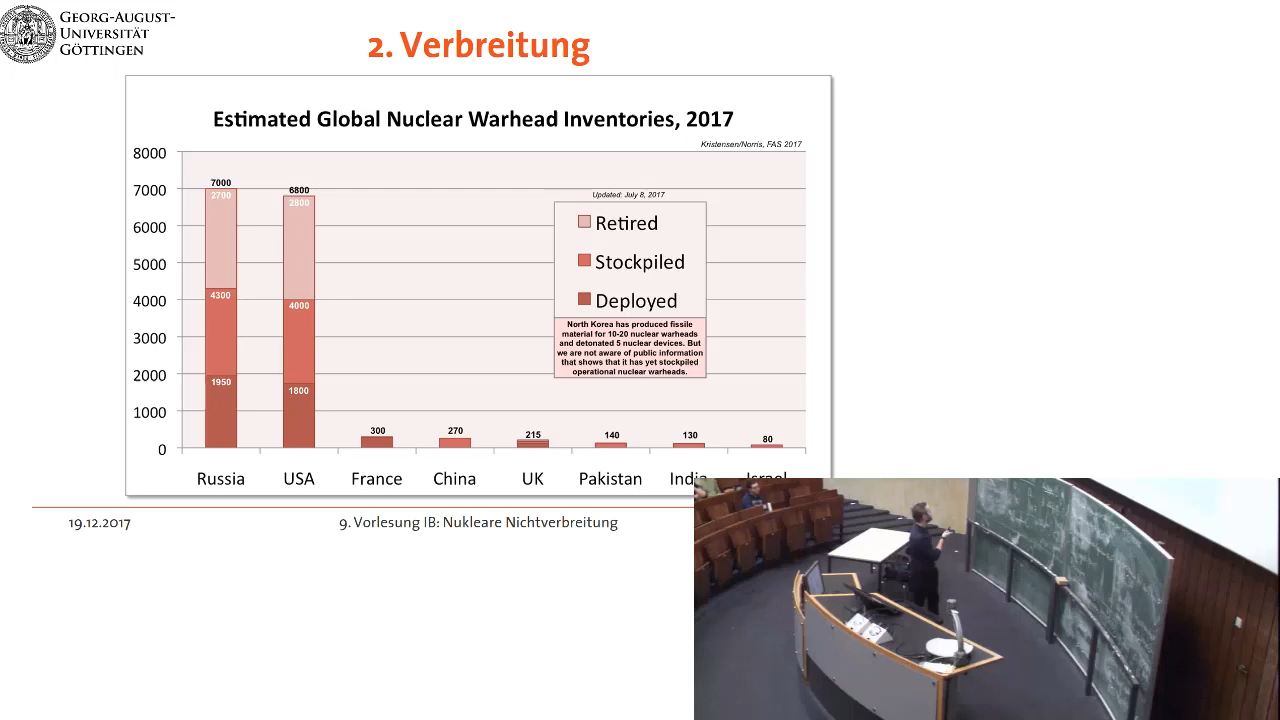 GEORG-AUGUST-
UNIVERSITÄT
GÖTTINGEN
2. Verbreitung
Estimated Global Nuclear Warhead Inventories, 2017
Kristensen/Norris, FAS 2017
8000
7000
6000
5000
4000
3000
2000
1000
0
7000
2700
4300
1950
6800
2800
4000
1800
300
270
215
140
130
80
Updated: July 8, 2017
Retired
Stockpiled
Deployed
North Korea has produced fissile
material for 10-20 nuclear warheads
and detonated 5 nuclear devices. But
we are not aware of public information
that shows that it has yet stockpiled
operational nuclear warheads.
Russia USA France China UK Pakistan India Israel
19.12.2017 9. Vorlesung IB: Nukleare Nichtverbreitung